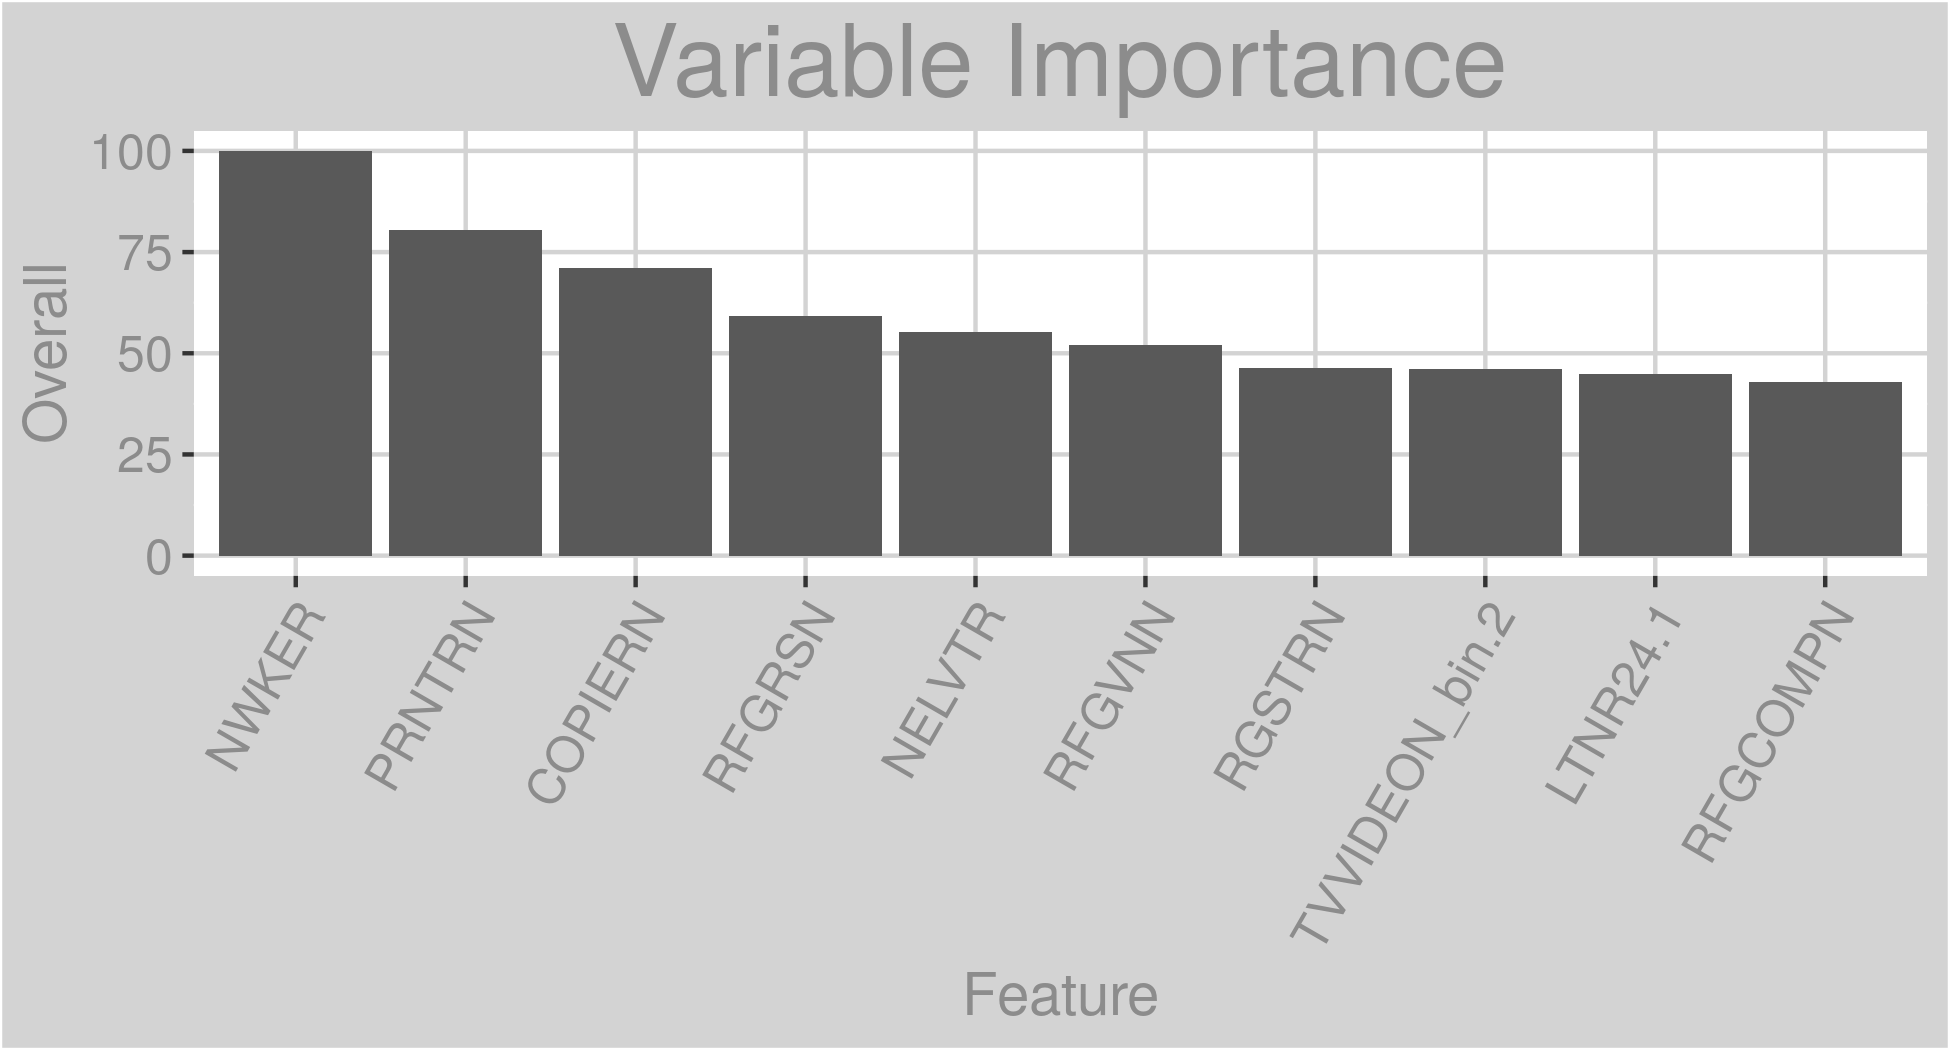 Variable Importance
Overall
100
75
50
25
0
NWKER
PRNTRN
COPIERN
RFGRSN
NELVTR
RFGVNN
RGSTRN
TVVIDEON_bin.2
LTNR24.1
RFGCOMPN
Feature